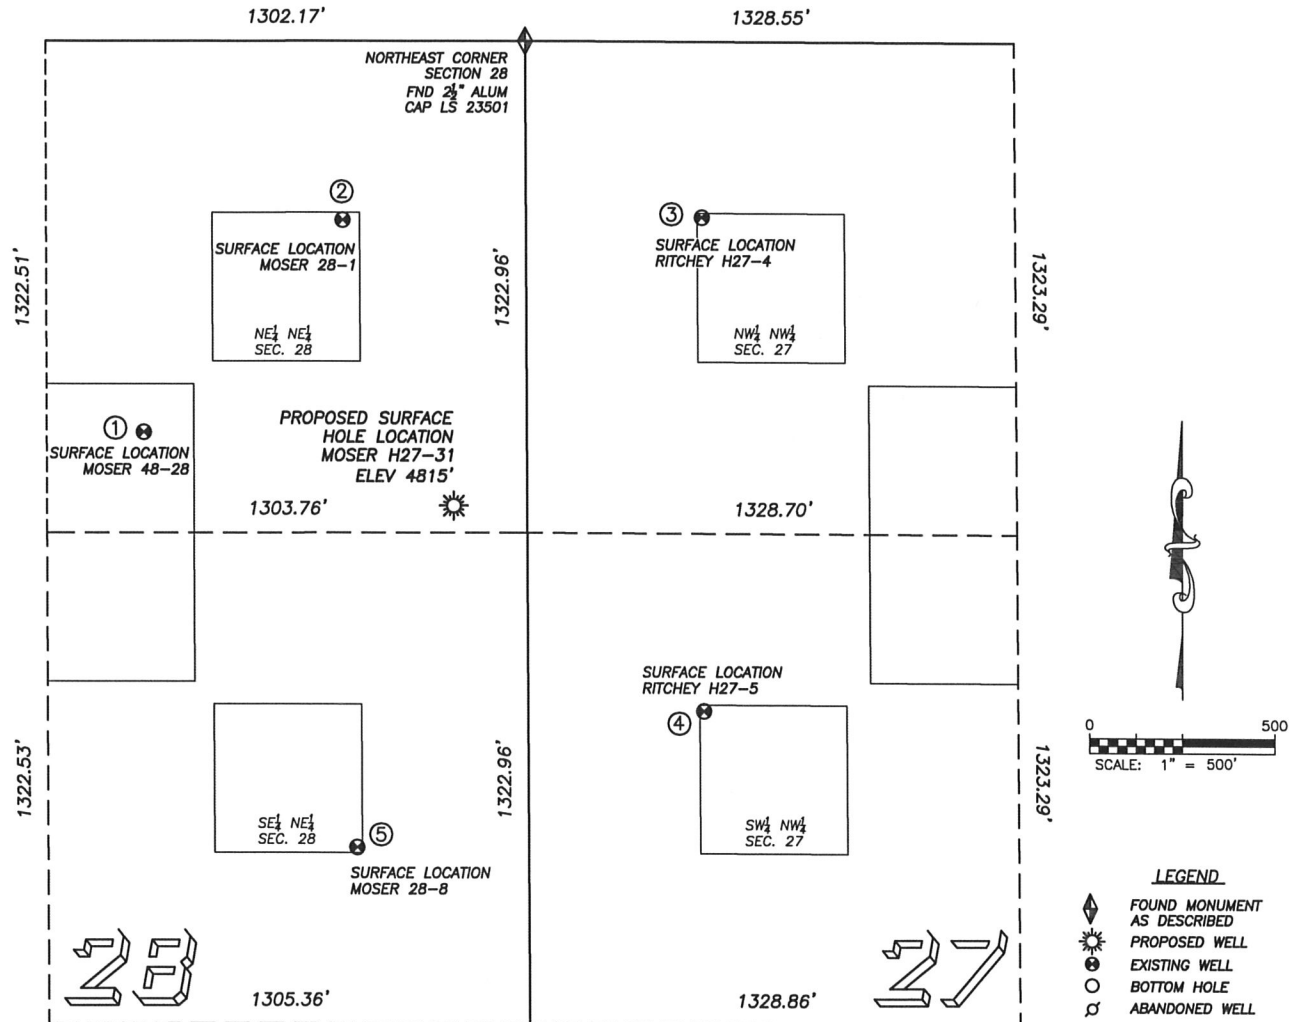 1302.17'
1328.55'
NORTHEAST CORNER
SECTION 28
FND 2½" ALUM
CAP LS 23501
②
SURFACE LOCATION
MOSER 28-1
NE¼ NE¼
SEC. 28
③
SURFACE LOCATION
RITCHEY H27-4
NW¼ NW¼
SEC. 27
1322.51'
1322.96'
1323.29'
①
SURFACE LOCATION
MOSER 48-28
PROPOSED SURFACE
HOLE LOCATION
MOSER H27-31
ELEV 4815'
1303.76'
1328.70'
SURFACE LOCATION
RITCHEY H27-5
④
SW¼ NW¼
SEC. 27
SE¼ NE¼
SEC. 28
⑤
SURFACE LOCATION
MOSER 28-8
1322.53'
1322.96'
1323.29'
28
1305.36'
1328.86'
27
0 500
SCALE: 1" = 500'
LEGEND
FOUND MONUMENT
AS DESCRIBED
PROPOSED WELL
EXISTING WELL
BOTTOM HOLE
ABANDONED WELL